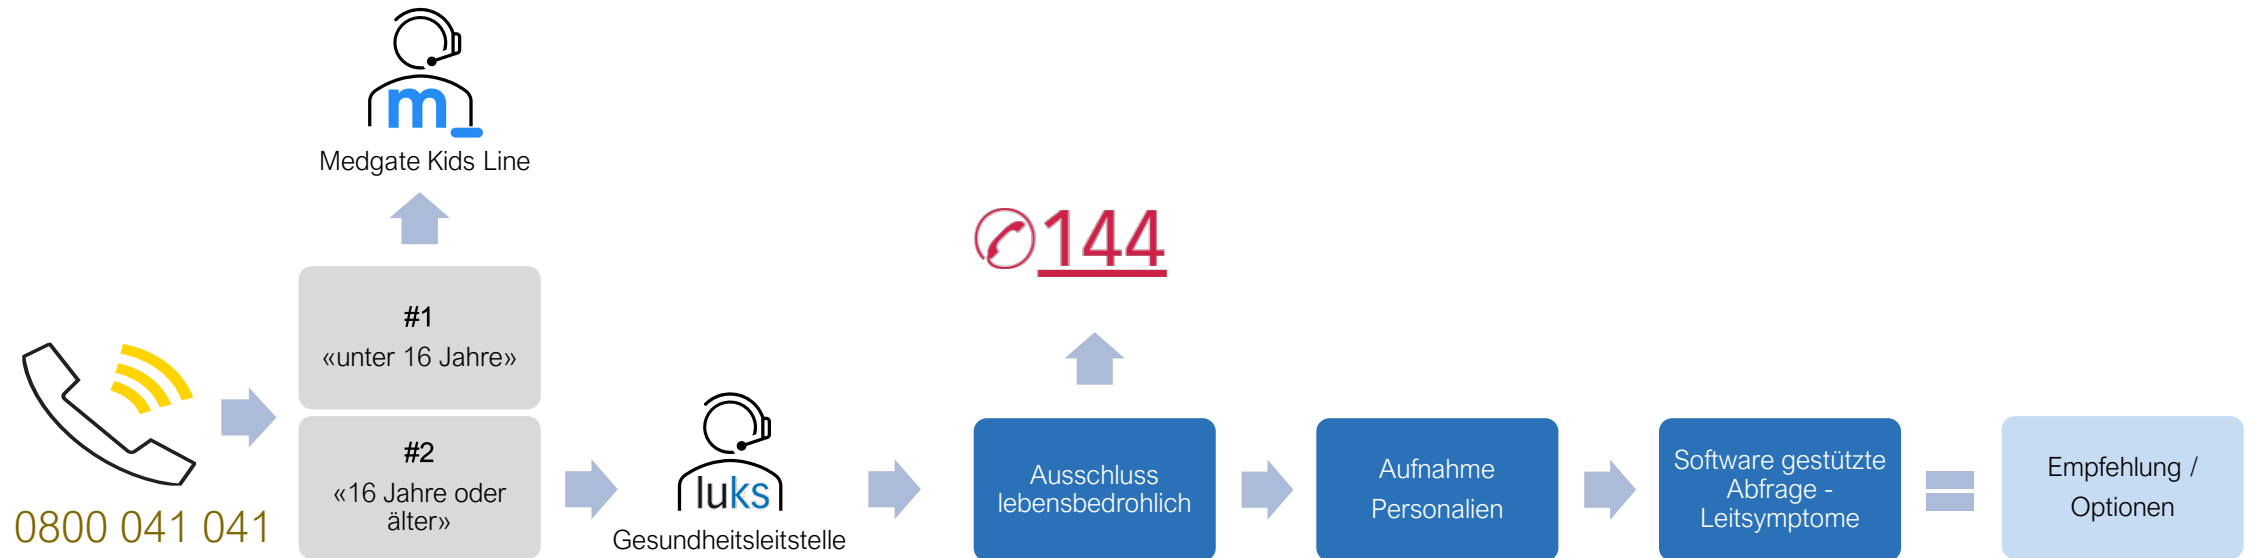 m_
Medgate Kids Line
144
#1
«unter 16 Jahre»
#2
«16 Jahre oder
älter»
0800 041 041
luks
Gesundheitsleitstelle
Ausschluss
lebensbedrohlich
Aufnahme
Personalien
Software gestützte
Abfrage -
Leitsymptome
Empfehlung /
Optionen